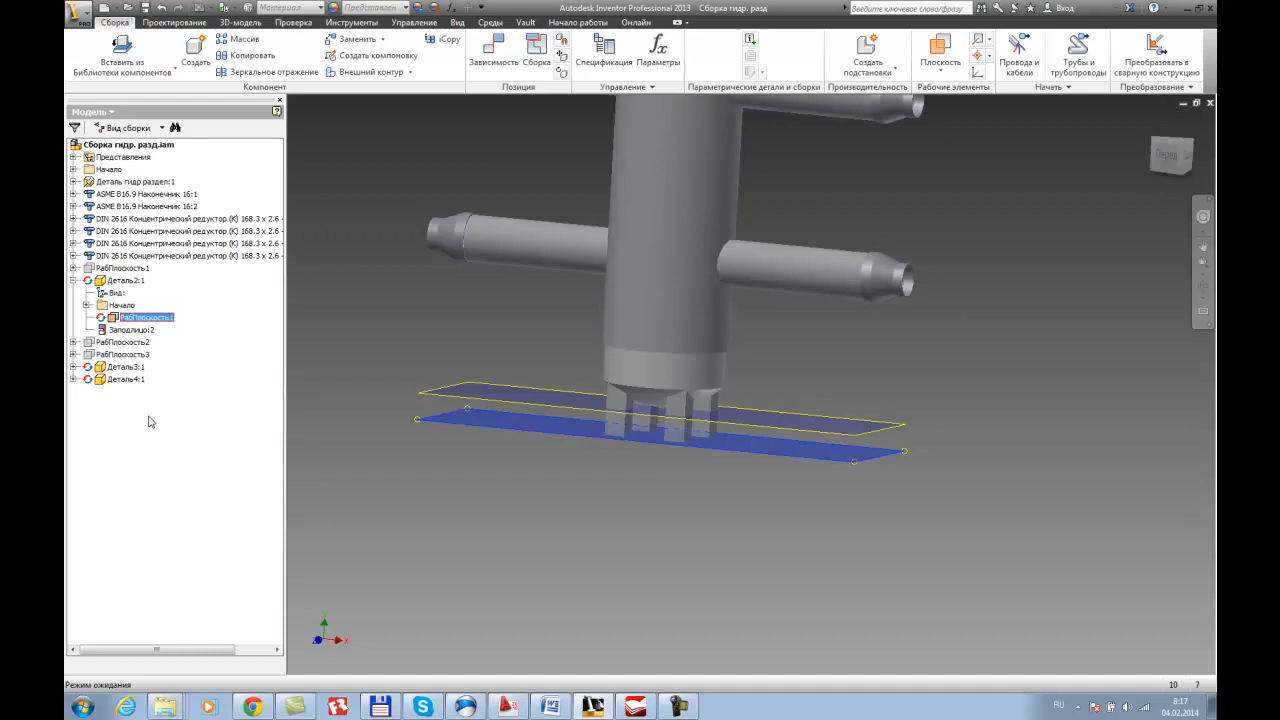 Материал
Представлен
Autodesk Inventor Professional 2013
Сборка гидр. разд
Введите ключевое слово/фразу
Вход
PRO
Сборка
Проектирование
3D-модель
Проверка
Инструменты
Управление
Вид
Среды
Vault
Начало работы
Онлайн
Вставить из
Библиотеки компонентов
Создать
Массив
Копировать
Зеркальное отражение
Заменить
Создать компоновку
Внешний контур
iCopy
Зависимость
Сборка
Спецификация
Параметры
Создать
подстановки
Плоскость
Провода и
кабели
Трубы и
трубопроводы
Преобразовать в
сварную конструкцию
Компонент
Позиция
Управление
Параметрические детали и сборки
Производительность
Рабочие элементы
Начать
Преобразование
Модель
Вид сборки
Сборка гидр. разд.iam
Представления
Начало
Деталь гидр раздел:1
ASME B16.9 Наконечник 16:1
ASME B16.9 Наконечник 16:2
DIN 2616 Концентрический редуктор (K) 168.3 x 2.6 -
DIN 2616 Концентрический редуктор (K) 168.3 x 2.6 -
DIN 2616 Концентрический редуктор (K) 168.3 x 2.6 -
DIN 2616 Концентрический редуктор (K) 168.3 x 2.6 -
РабПлоскость1
Деталь2:1
Вид:
Начало
РабПлоскость1
Заподлицо:2
РабПлоскость2
РабПлоскость3
Деталь3:1
Деталь4:1
Перед
Y
Z
X
Режим ожидания
10
7
RU
8:17
04.02.2014